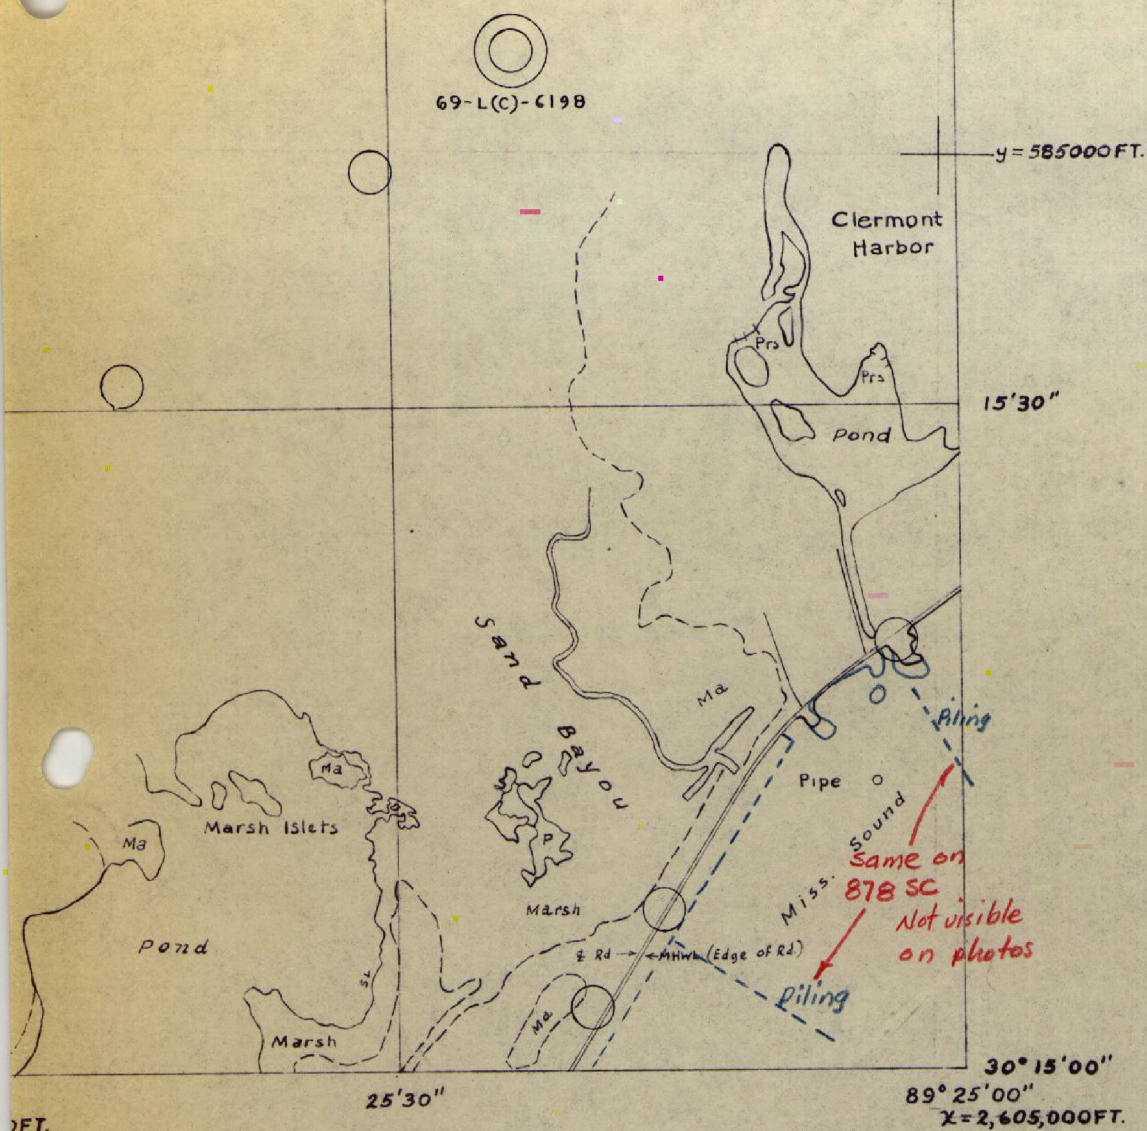 69-L(C)-6198
y=585000FT.
Clermont
Harbor
Prs
Prs
15'30"
Pond
Sand
Bayou
Ma
Piling
Ma
Pipe
Marsh Islets
Sound
Ma
P
same on
878 SC
Miss.
Marsh
Not visible
on photos
Pond
℄ Rd → ← MHWL (Edge of Rd)
SL
Piling
Ma
Marsh
30° 15'00"
25'30"
89° 25'00"
X=2,605,000FT.
0FT.